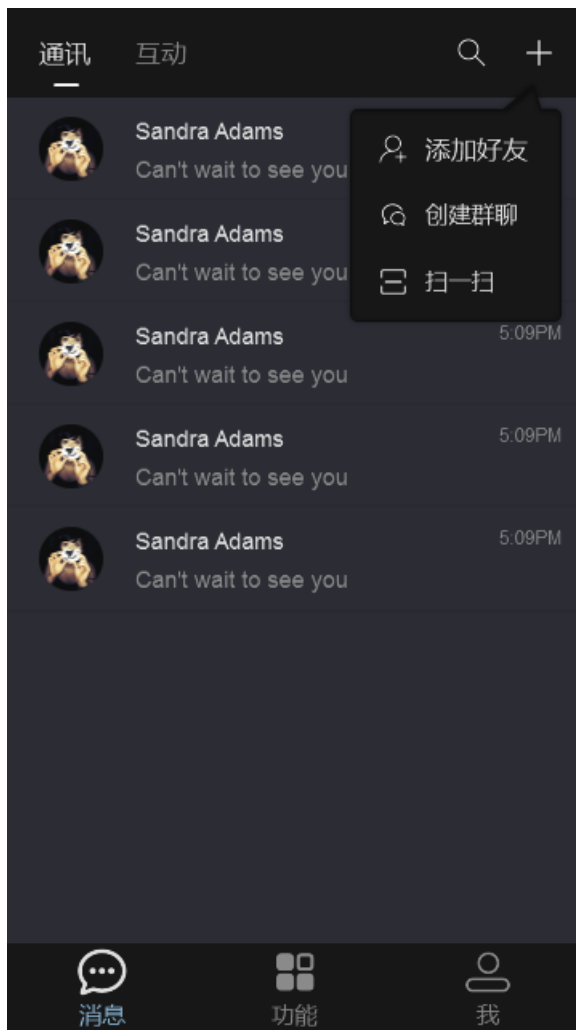 通讯 互动
Sandra Adams
Can't wait to see you
添加好友
Sandra Adams
创建群聊
Can't wait to see you
扫一扫
Sandra Adams 5:09PM
Can't wait to see you
Sandra Adams 5:09PM
Can't wait to see you
Sandra Adams 5:09PM
Can't wait to see you
消息 功能 我